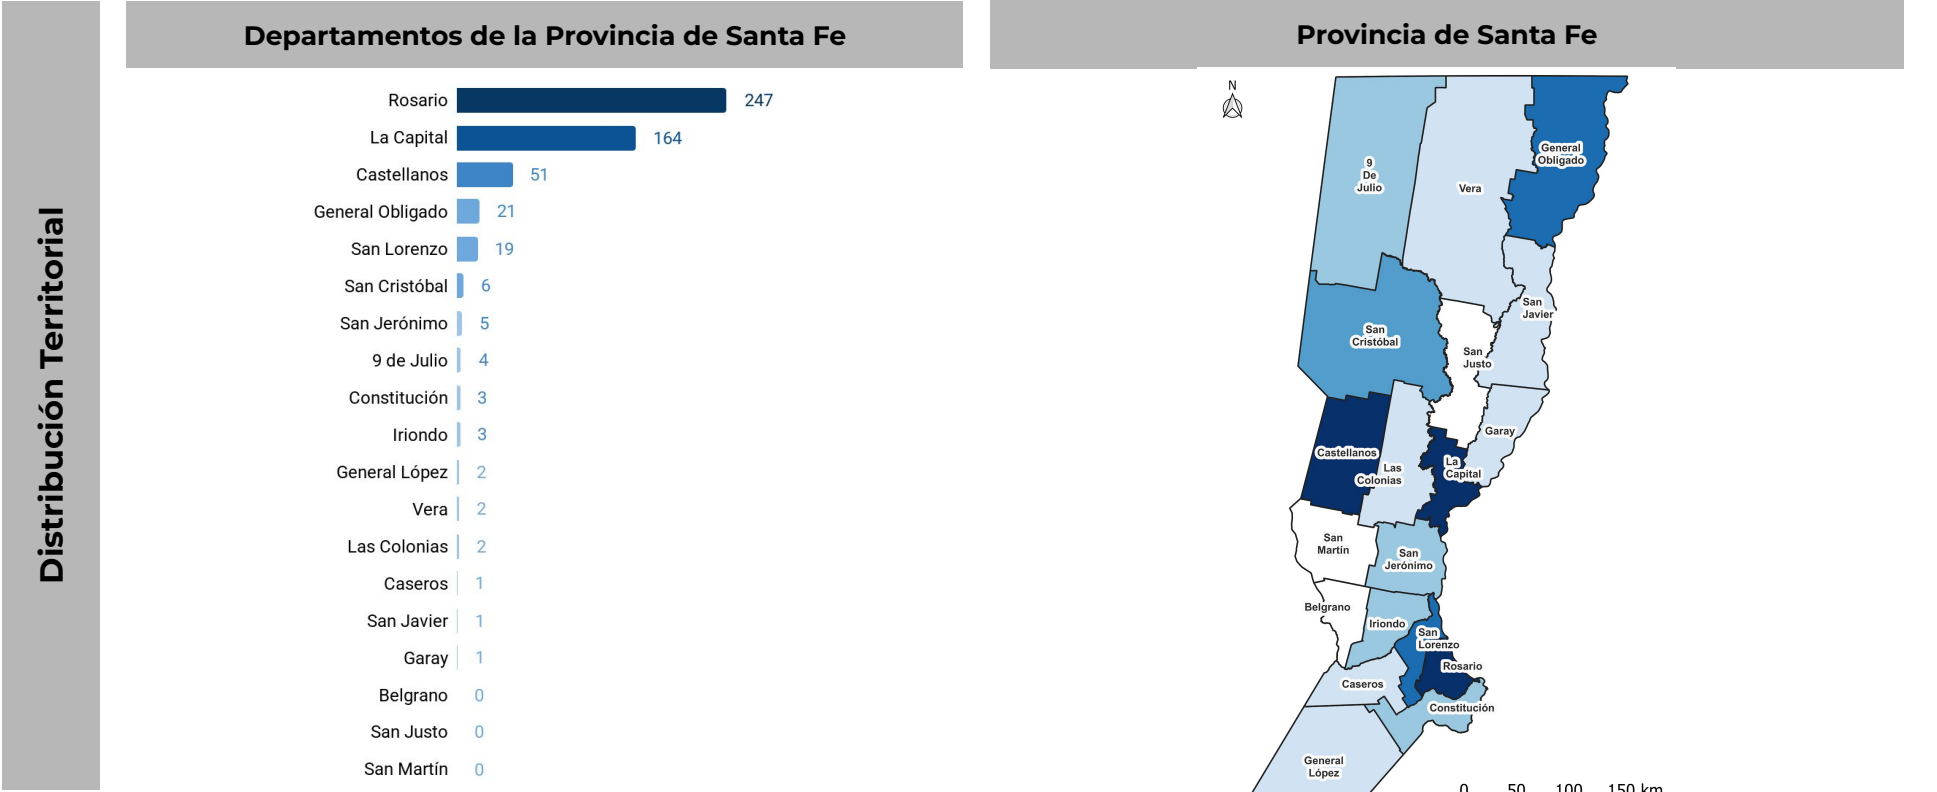 Distribución Territorial
Departamentos de la Provincia de Santa Fe
Rosario 247
La Capital 164
Castellanos 51
General Obligado 21
San Lorenzo 19
San Cristóbal 6
San Jerónimo 5
9 de Julio 4
Constitución 3
Iriondo 3
General López 2
Vera 2
Las Colonias 2
Caseros 1
San Javier 1
Garay 1
Belgrano 0
San Justo 0
San Martín 0
Provincia de Santa Fe
N
9
De
Julio
Vera
General
Obligado
San
Javier
San
Cristóbal
San
Justo
Garay
Castellanos
Las
Colonias
La
Capital
San
Martín
San
Jerónimo
Belgrano
Iriondo
San
Lorenzo
Rosario
Caseros
Constitución
General
López
0 50 100 150 km